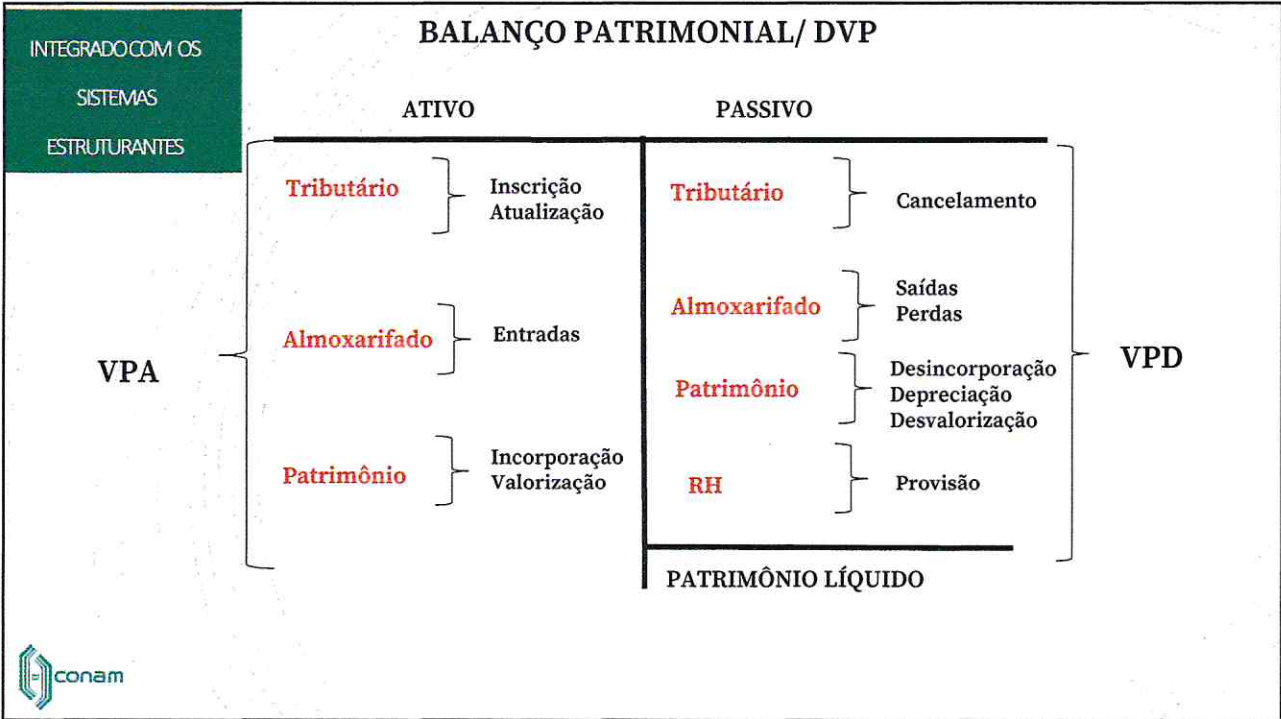 INTEGRADO COM OS
SISTEMAS
ESTRUTURANTES
BALANÇO PATRIMONIAL/ DVP
ATIVO
PASSIVO
VPA
Tributário
Inscrição
Atualização
Almoxarifado
Entradas
Patrimônio
Incorporação
Valorização
Tributário
Cancelamento
Almoxarifado
Saídas
Perdas
Patrimônio
Desincorporação
Depreciação
Desvalorização
RH
Provisão
VPD
PATRIMÔNIO LÍQUIDO
conam